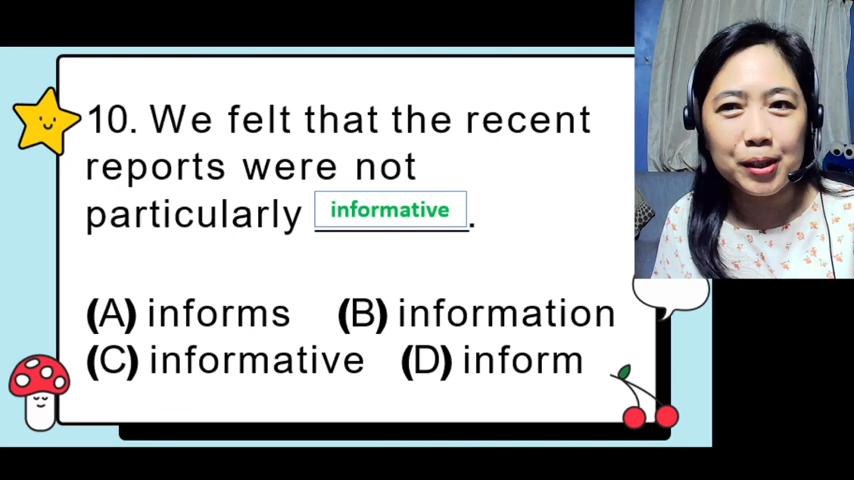 10. We felt that the recent
reports were not
particularly informative.
(A) informs (B) information
(C) informative (D) inform